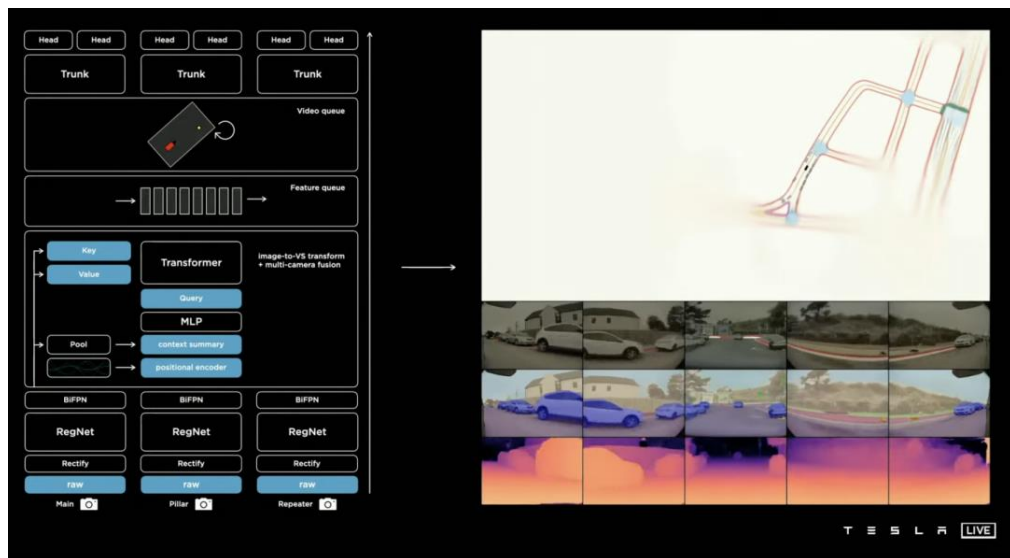 Head Head Head Head Head Head
Trunk Trunk Trunk
Video queue
Feature queue
Key
Value
Transformer
image-to-VS transform
+ multi-camera fusion
Query
MLP
Pool
context summary
positional encoder
BiFPN BiFPN BiFPN
RegNet RegNet RegNet
Rectify Rectify Rectify
raw raw raw
Main Pillar Repeater
TESLA LIVE